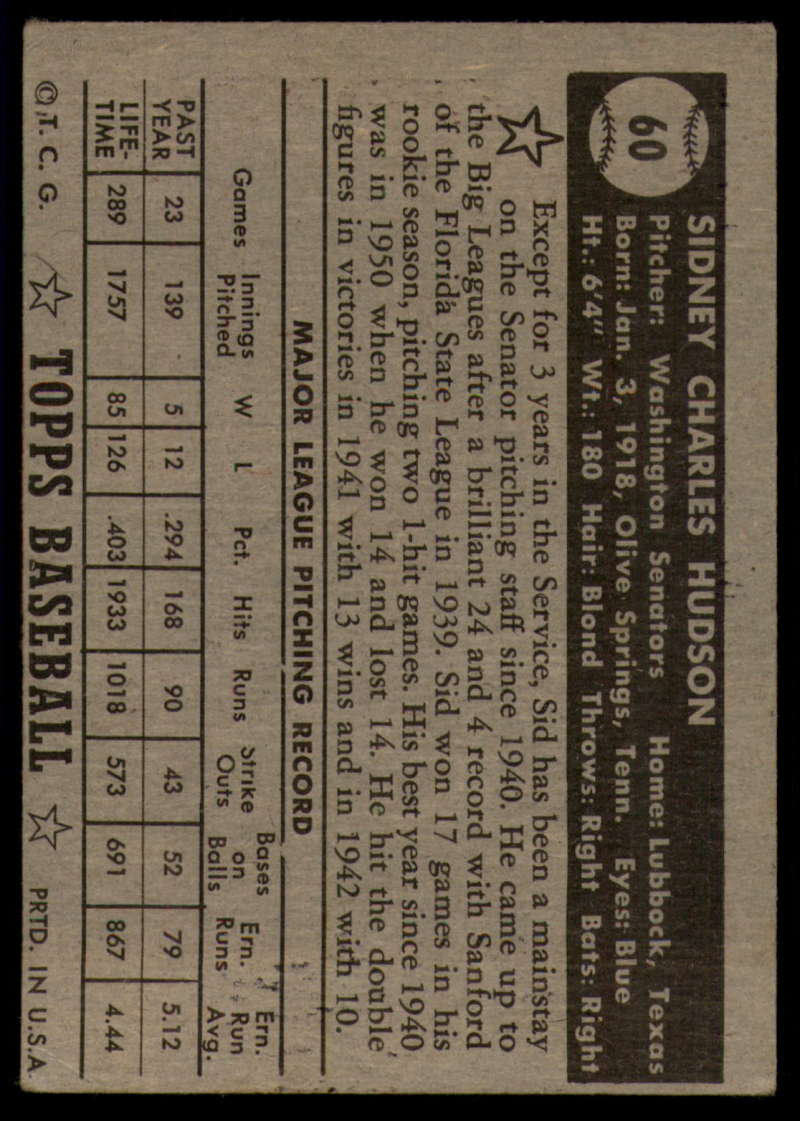 60
SIDNEY CHARLES HUDSON
Pitcher: Washington Senators Home: Lubbock, Texas
Born: Jan. 3, 1918, Olive Springs, Tenn. Eyes: Blue
Ht.: 6'4" Wt.: 180 Hair: Blond Throws: Right Bats: Right
Except for 3 years in the Service, Sid has been a mainstay
on the Senator pitching staff since 1940. He came up to
the Big Leagues after a brilliant 24 and 4 record with Sanford
of the Florida State League in 1939. Sid won 17 games in his
rookie season, pitching two 1-hit games. His best year since 1940
was in 1950 when he won 14 and lost 14. He hit the double
figures in victories in 1941 with 13 wins and in 1942 with 10.
MAJOR LEAGUE PITCHING RECORD
Games Innings Pitched W L Pct. Hits Runs Strike Outs Bases on Balls Ern. Runs Ern. Run Avg.
PAST YEAR 23 139 5 12 .294 168 90 43 52 79 5.12
LIFE-TIME 289 1757 85 126 .403 1933 1018 573 691 867 4.44
© T. C. G. TOPPS BASEBALL PRTD. IN U.S.A.